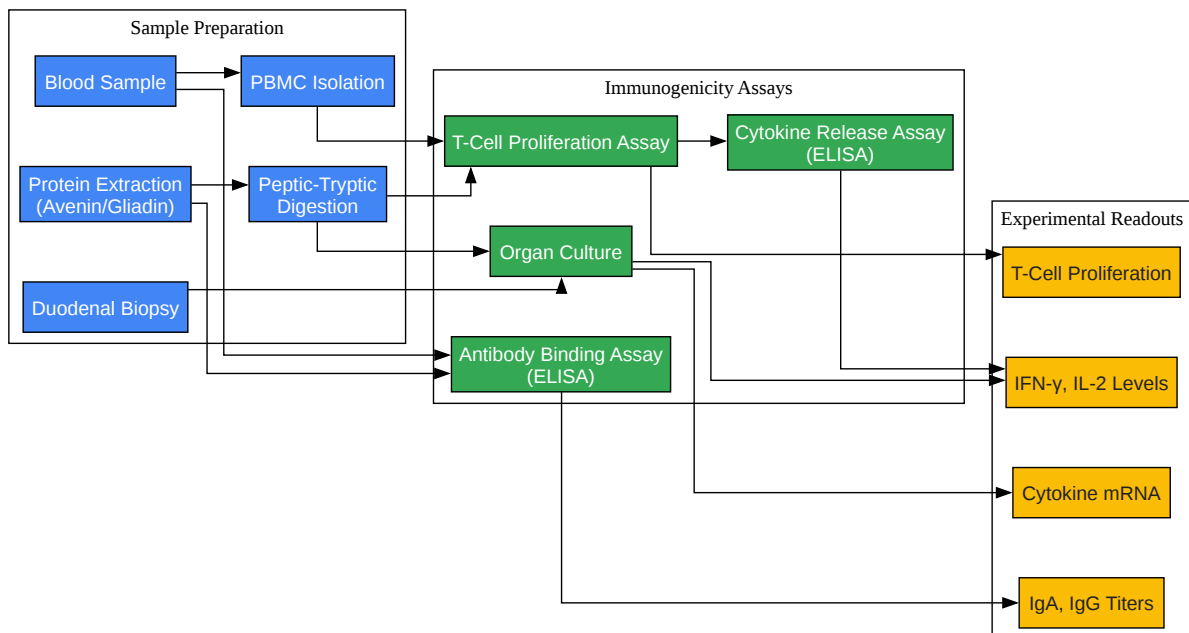 Sample Preparation
Blood Sample
PBMC Isolation
Protein Extraction
(Avenin/Gliadin)
Peptic-Tryptic
Digestion
Duodenal Biopsy
Immunogenicity Assays
T-Cell Proliferation Assay
Cytokine Release Assay
(ELISA)
Organ Culture
Antibody Binding Assay
(ELISA)
Experimental Readouts
T-Cell Proliferation
IFN-γ, IL-2 Levels
Cytokine mRNA
IgA, IgG Titers